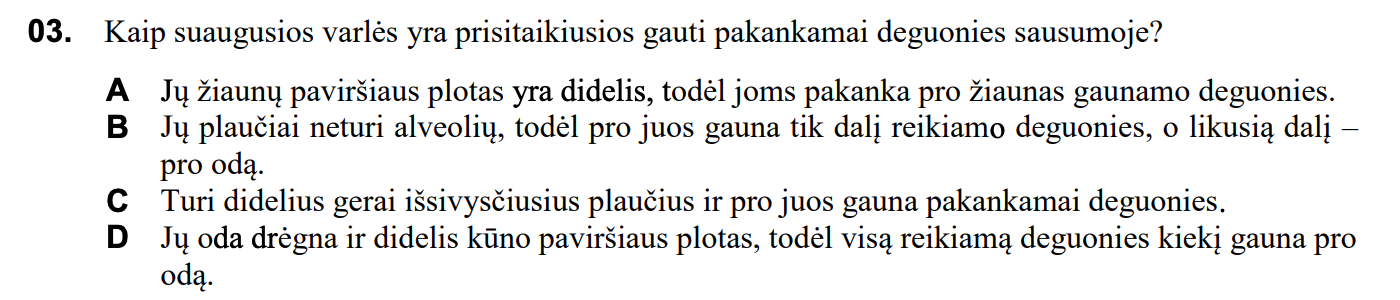 03. Kaip suaugusios varlės yra prisitaikiusios gauti pakankamai deguonies sausumoje?
A Jų žiaunų paviršiaus plotas yra didelis, todėl joms pakanka pro žiaunas gaunamo deguonies.
B Jų plaučiai neturi alveolių, todėl pro juos gauna tik dalį reikiamo deguonies, o likusią dalį –
pro odą.
C Turi didelius gerai išsivysčiusius plaučius ir pro juos gauna pakankamai deguonies.
D Jų oda drėgna ir didelis kūno paviršiaus plotas, todėl visą reikiamą deguonies kiekį gauna pro
odą.